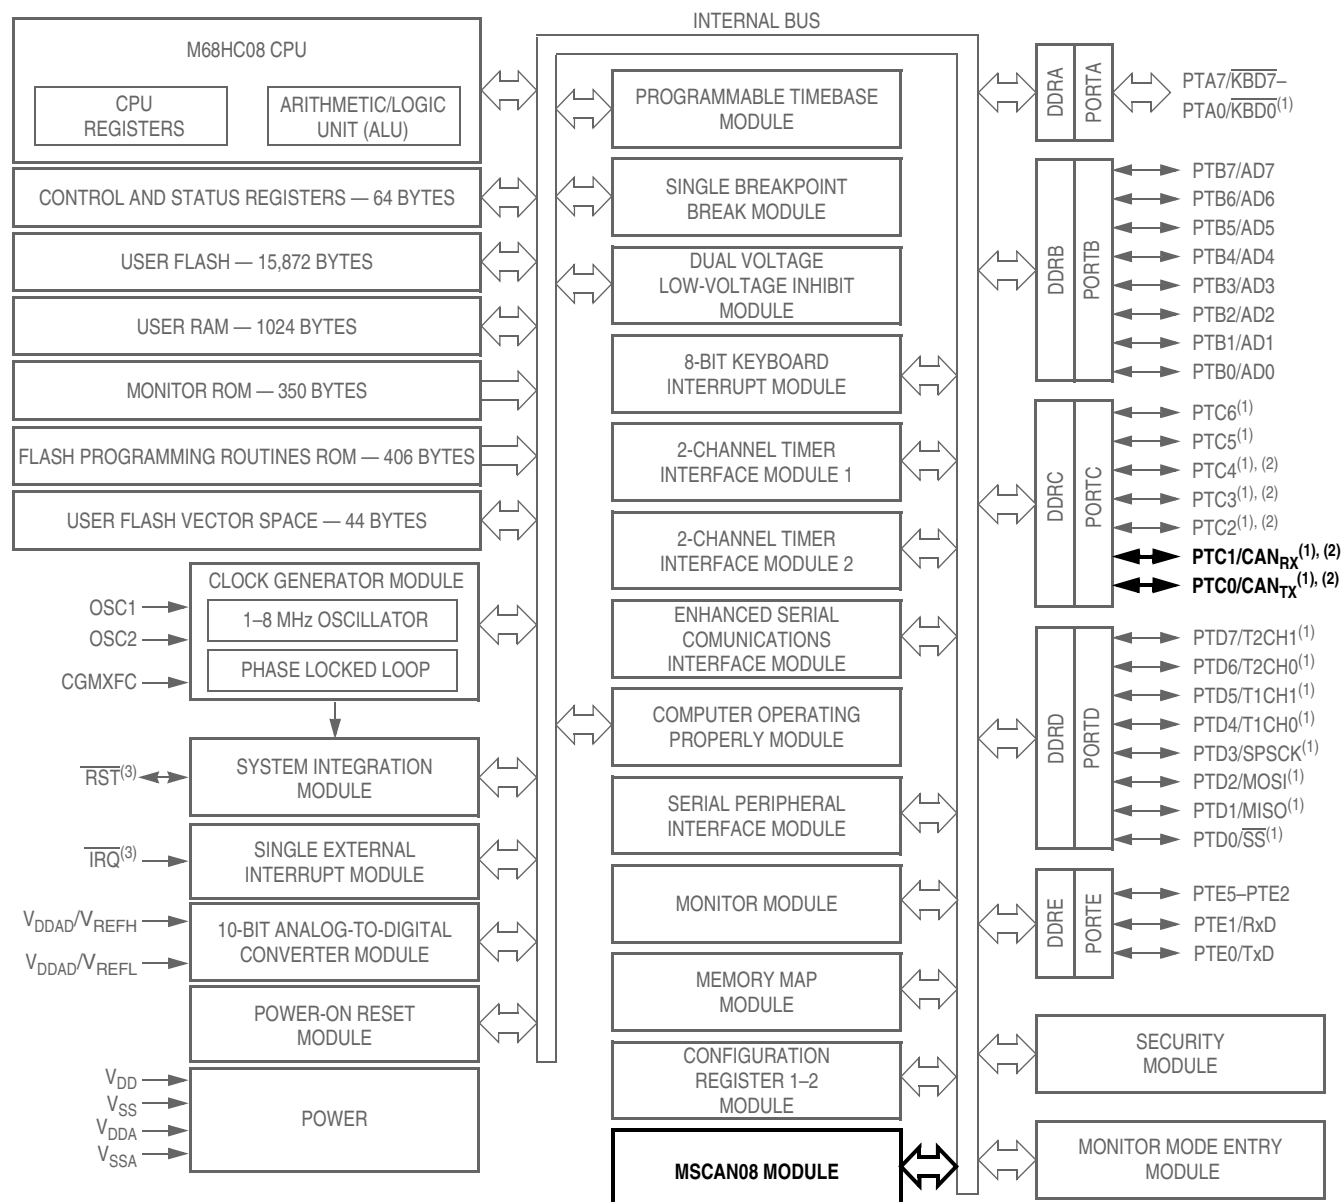 INTERNAL BUS
M68HC08 CPU
CPU
REGISTERS
ARITHMETIC/LOGIC
UNIT (ALU)
CONTROL AND STATUS REGISTERS — 64 BYTES
USER FLASH — 15,872 BYTES
USER RAM — 1024 BYTES
MONITOR ROM — 350 BYTES
FLASH PROGRAMMING ROUTINES ROM — 406 BYTES
USER FLASH VECTOR SPACE — 44 BYTES
CLOCK GENERATOR MODULE
1–8 MHz OSCILLATOR
PHASE LOCKED LOOP
OSC1
OSC2
CGMXFC
SYSTEM INTEGRATION
MODULE
RST(3)
SINGLE EXTERNAL
INTERRUPT MODULE
IRQ(3)
10-BIT ANALOG-TO-DIGITAL
CONVERTER MODULE
VDDAD/VREFH
VDDAD/VREFL
POWER-ON RESET
MODULE
POWER
VDD
VSS
VDDA
VSSA
PROGRAMMABLE TIMEBASE
MODULE
SINGLE BREAKPOINT
BREAK MODULE
DUAL VOLTAGE
LOW-VOLTAGE INHIBIT
MODULE
8-BIT KEYBOARD
INTERRUPT MODULE
2-CHANNEL TIMER
INTERFACE MODULE 1
2-CHANNEL TIMER
INTERFACE MODULE 2
ENHANCED SERIAL
COMUNICATIONS
INTERFACE MODULE
COMPUTER OPERATING
PROPERLY MODULE
SERIAL PERIPHERAL
INTERFACE MODULE
MONITOR MODULE
MEMORY MAP
MODULE
CONFIGURATION
REGISTER 1–2
MODULE
MSCAN08 MODULE
DDRA
PORTA
PTA7/KBD7–
PTA0/KBD0(1)
DDRB
PORTB
PTB7/AD7
PTB6/AD6
PTB5/AD5
PTB4/AD4
PTB3/AD3
PTB2/AD2
PTB1/AD1
PTB0/AD0
DDRC
PORTC
PTC6(1)
PTC5(1)
PTC4(1), (2)
PTC3(1), (2)
PTC2(1), (2)
PTC1/CANRX(1), (2)
PTC0/CANTX(1), (2)
DDRD
PORTD
PTD7/T2CH1(1)
PTD6/T2CH0(1)
PTD5/T1CH1(1)
PTD4/T1CH0(1)
PTD3/SPSCK(1)
PTD2/MOSI(1)
PTD1/MISO(1)
PTD0/SS(1)
DDRE
PORTE
PTE5–PTE2
PTE1/RxD
PTE0/TxD
SECURITY
MODULE
MONITOR MODE ENTRY
MODULE